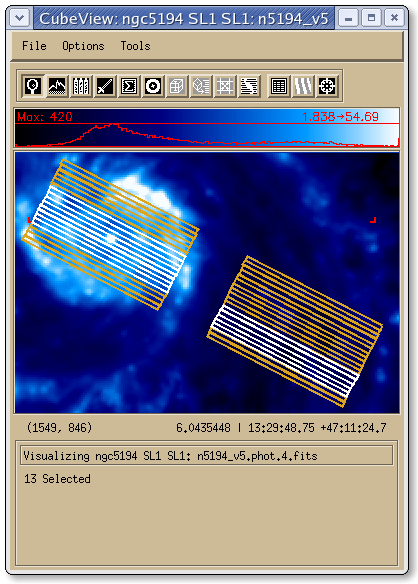 CubeView: ngc5194 SL1 SL1: n5194_v5
File Options Tools
Max: 420 1.838→54.69
(1549, 846) 6.0435448 | 13:29:48.75 +47:11:24.7
Visualizing ngc5194 SL1 SL1: n5194_v5.phot.4.fits
13 Selected